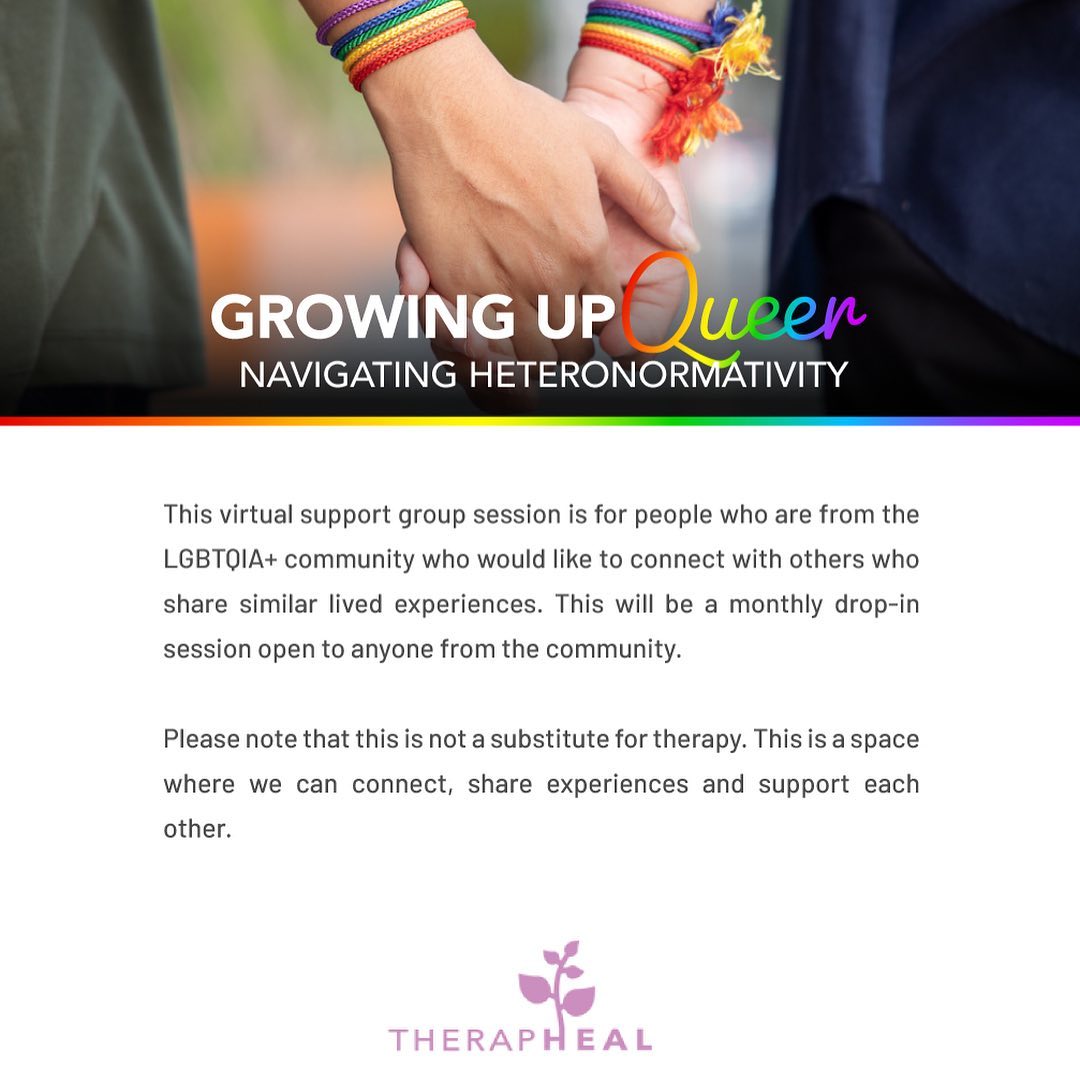 GROWING UP Queer
NAVIGATING HETERONORMATIVITY
This virtual support group session is for people who are from the
LGBTQIA+ community who would like to connect with others who
share similar lived experiences. This will be a monthly drop-in
session open to anyone from the community.
Please note that this is not a substitute for therapy. This is a space
where we can connect, share experiences and support each
other.
THERAPHEAL